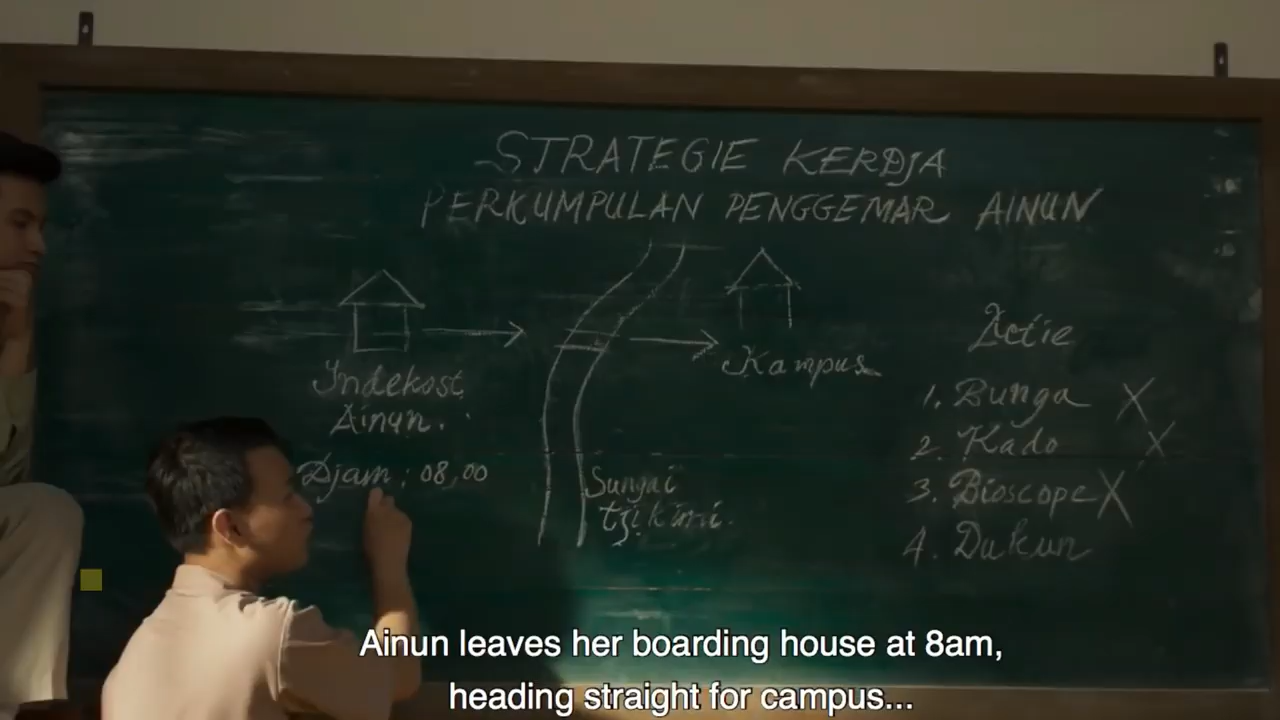 STRATEGIE KERDJA
PERKUMPULAN PENGGEMAR AINUN
Indekost
Ainun.
Djam : 08,00
Kampus
Sungai
tjikimi.
Actie
1. Bunga X
2. Kado X
3. Bioscope X
4. Dukun
Ainun leaves her boarding house at 8am,
heading straight for campus...